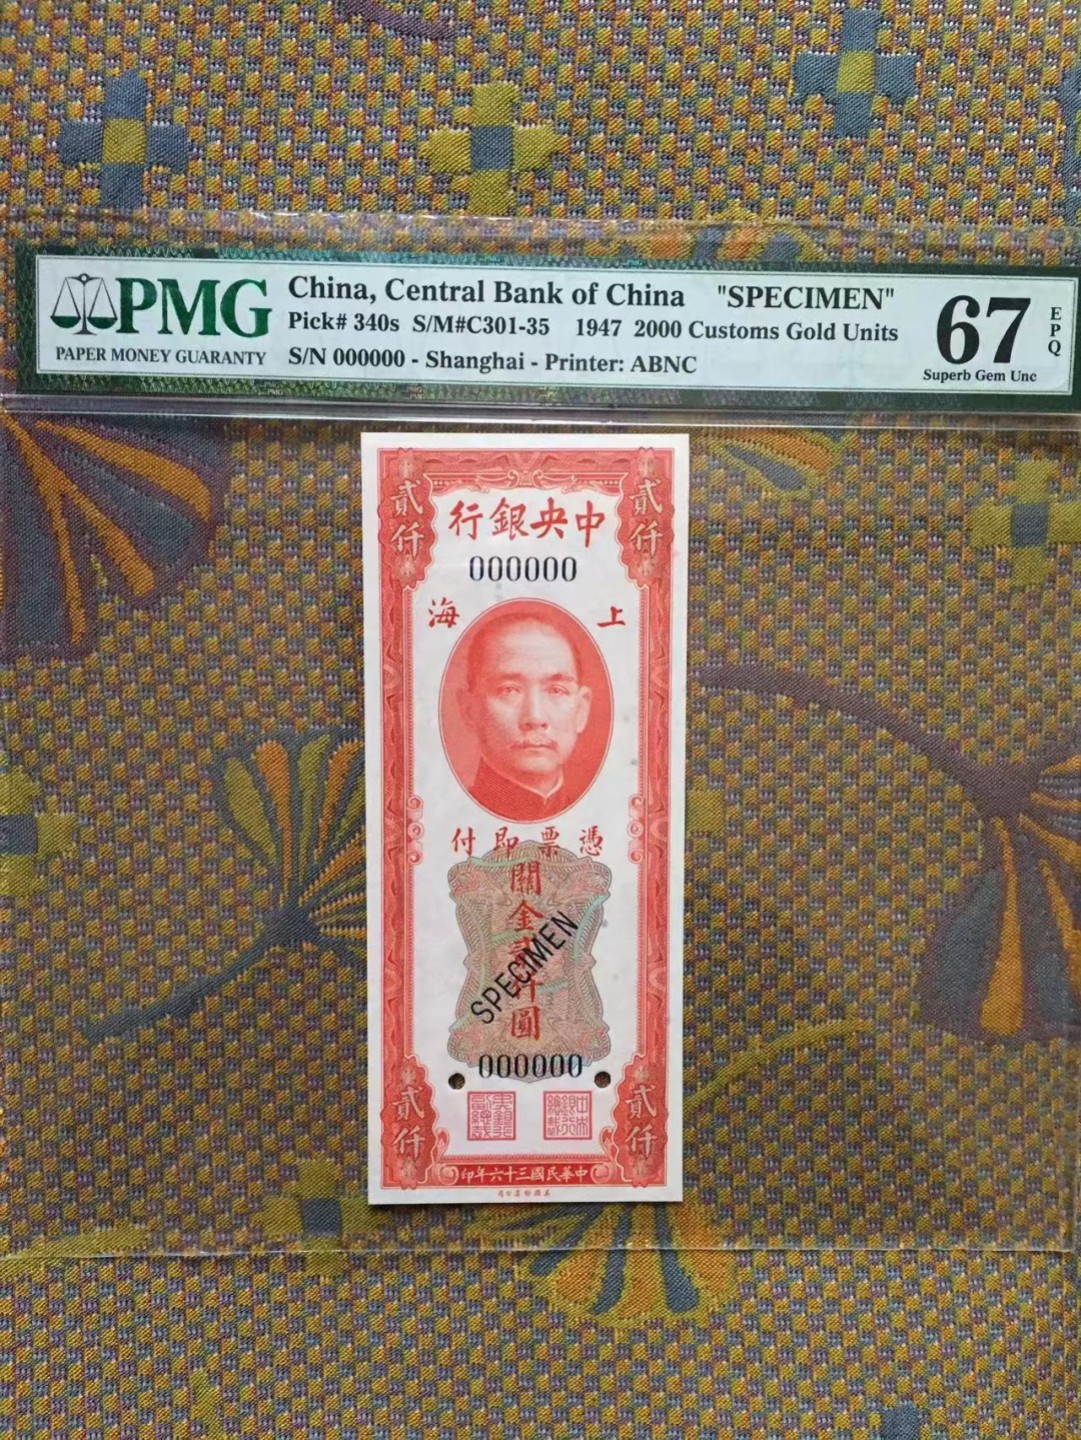 PMG
PAPER MONEY GUARANTY
China, Central Bank of China "SPECIMEN"
Pick# 340s S/M#C301-35 1947 2000 Customs Gold Units
S/N 000000 - Shanghai - Printer: ABNC
67
EPQ
Superb Gem Unc
貳仟
中央銀行
貳仟
000000
上海
憑票即付
關金貳仟圓
SPECIMEN
000000
貳仟
貳仟
中華民國三十六年印